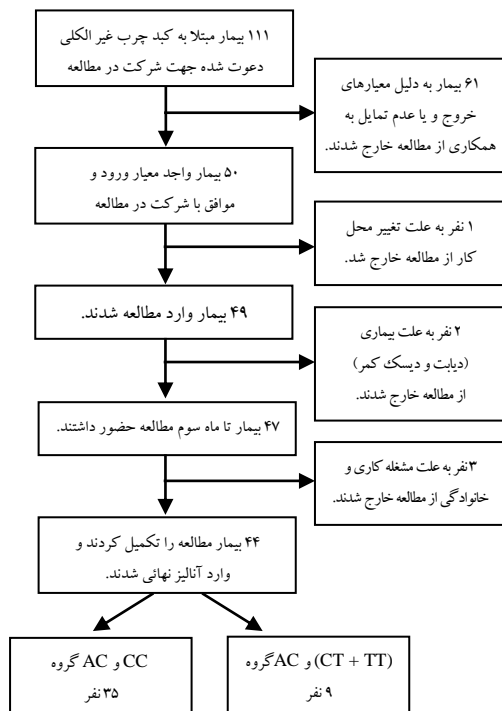 ۱۱۱ بیمار مبتلا به کبد چرب غیر الکلی
دعوت شده جهت شرکت در مطالعه
۶۱ بیمار به دلیل معیارهای
خروج و یا عدم تمایل به
همکاری از مطالعه خارج شدند.
۵۰ بیمار واجد معیار ورود و
موافق با شرکت در مطالعه
۱ نفر به علت تغییر محل
کار از مطالعه خارج شد.
۴۹ بیمار وارد مطالعه شدند.
۲ نفر به علت بیماری
(دیابت و دیسک کمر)
از مطالعه خارج شدند.
۴۷ بیمار تا ماه سوم مطالعه حضور داشتند.
۳نفر به علت مشغله کاری و
خانوادگی از مطالعه خارج شدند.
۴۴ بیمار مطالعه را تکمیل کردند و
وارد آنالیز نهائی شدند.
گروه AC و CC
۳۵ نفر
گروهAC و (CT + TT)
۹ نفر